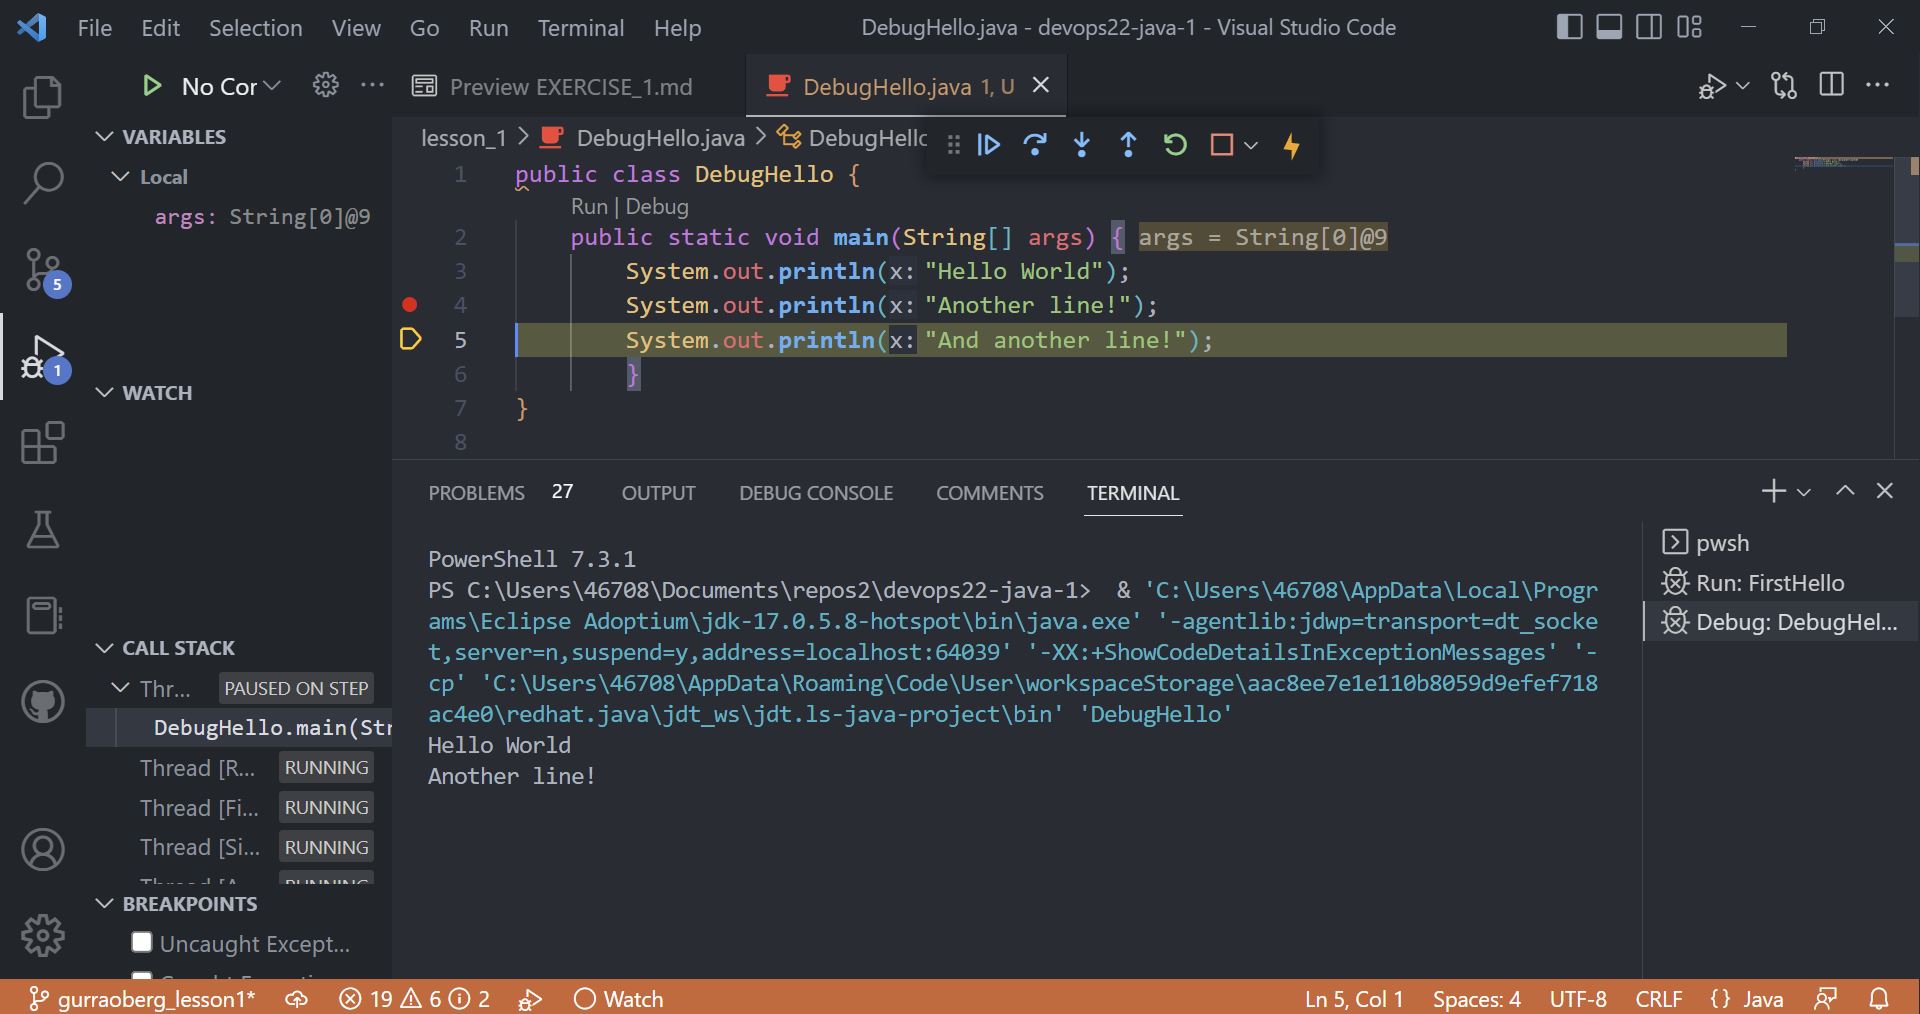 File Edit Selection View Go Run Terminal Help
DebugHello.java - devops22-java-1 - Visual Studio Code
No Cor
Preview EXERCISE_1.md
DebugHello.java 1, U
VARIABLES
Local
args: String[0]@9
5
1
WATCH
CALL STACK
Thr... PAUSED ON STEP
DebugHello.main(Str
Thread [R... RUNNING
Thread [Fi... RUNNING
Thread [Si... RUNNING
BREAKPOINTS
Uncaught Except...
lesson_1 > DebugHello.java > DebugHello
1 public class DebugHello {
Run | Debug
2 public static void main(String[] args) { args = String[0]@9
3 System.out.println(x: "Hello World");
4 System.out.println(x: "Another line!");
5 System.out.println(x: "And another line!");
6 }
7 }
8
PROBLEMS 27 OUTPUT DEBUG CONSOLE COMMENTS TERMINAL
PowerShell 7.3.1
PS C:\Users\46708\Documents\repos2\devops22-java-1>  & 'C:\Users\46708\AppData\Local\Progr
ams\Eclipse Adoptium\jdk-17.0.5.8-hotspot\bin\java.exe' '-agentlib:jdwp=transport=dt_socke
t,server=n,suspend=y,address=localhost:64039' '-XX:+ShowCodeDetailsInExceptionMessages' '-
cp' 'C:\Users\46708\AppData\Roaming\Code\User\workspaceStorage\aac8ee7e1e110b8059d9efef718
ac4e0\redhat.java\jdt_ws\jdt.ls-java-project\bin' 'DebugHello'
Hello World
Another line!
pwsh
Run: FirstHello
Debug: DebugHel...
gurraoberg_lesson1* 19 6 2 Watch
Ln 5, Col 1 Spaces: 4 UTF-8 CRLF {} Java